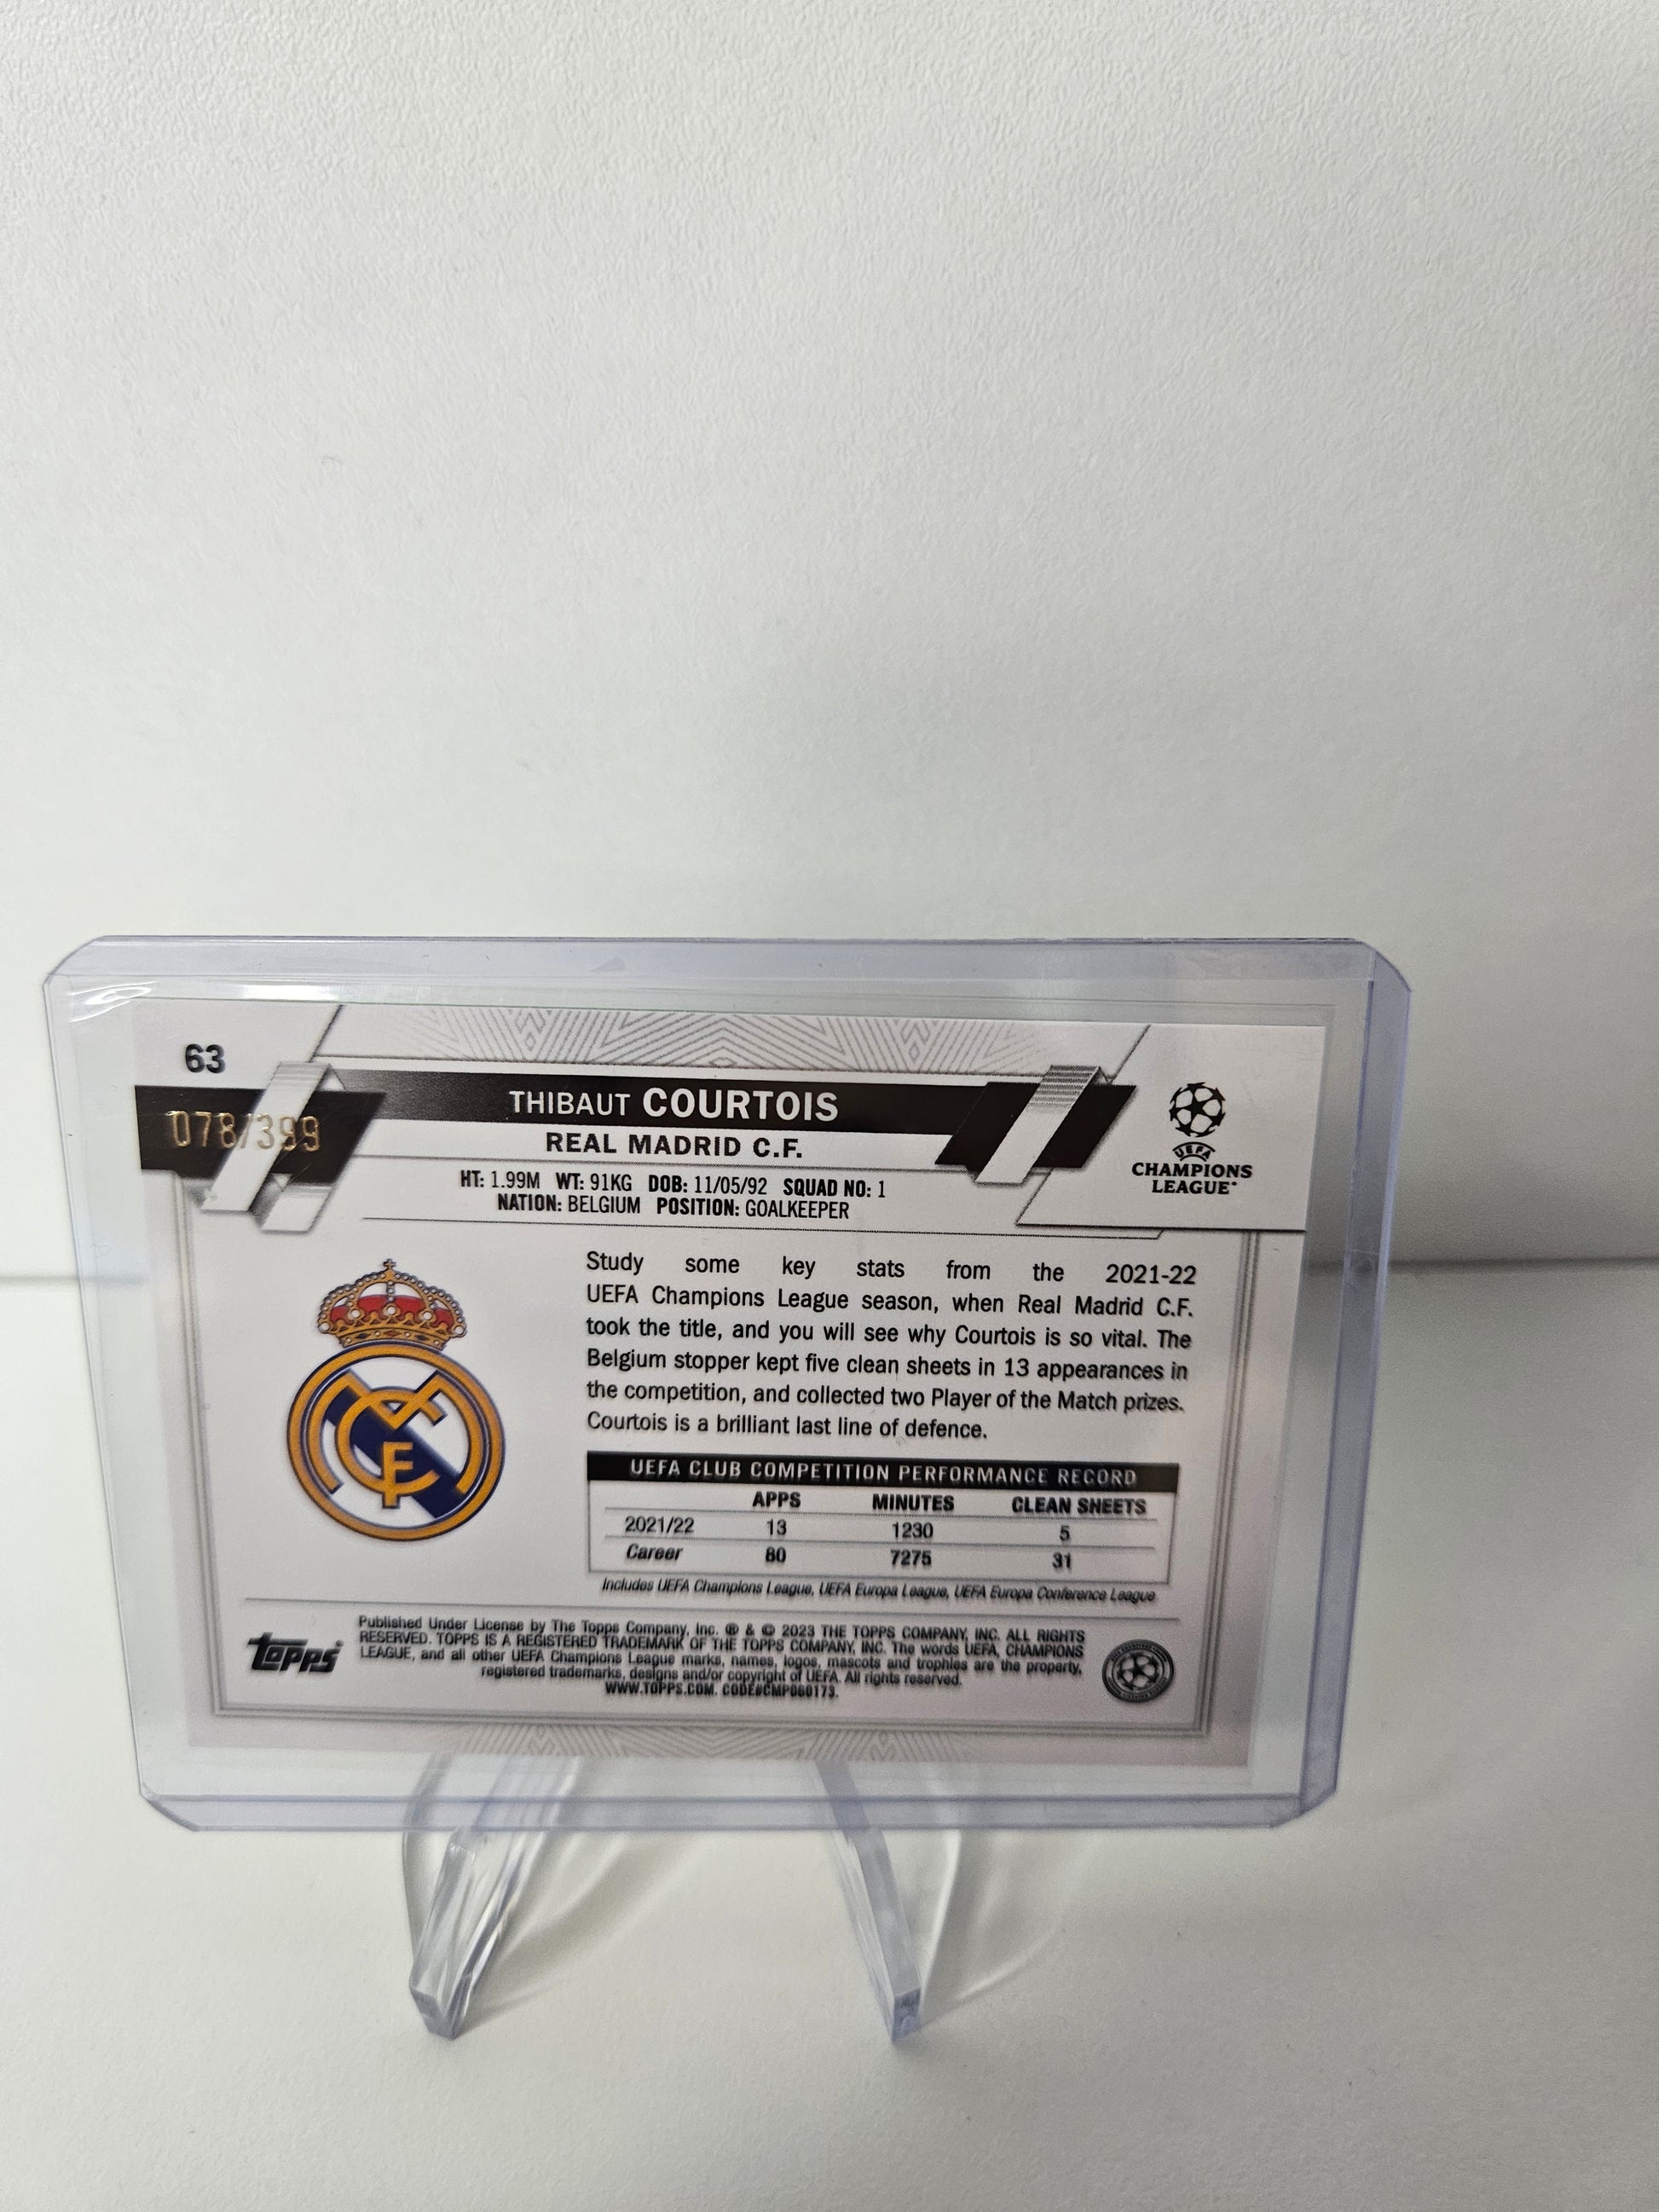 63
078/399
THIBAUT COURTOIS
REAL MADRID C.F.
HT: 1.99M WT: 91KG DOB: 11/05/92 SQUAD NO: 1
NATION: BELGIUM POSITION: GOALKEEPER
UEFA
CHAMPIONS
LEAGUE
Study some key stats from the 2021-22
UEFA Champions League season, when Real Madrid C.F.
took the title, and you will see why Courtois is so vital. The
Belgium stopper kept five clean sheets in 13 appearances in
the competition, and collected two Player of the Match prizes.
Courtois is a brilliant last line of defence.
UEFA CLUB COMPETITION PERFORMANCE RECORD
APPS MINUTES CLEAN SHEETS
2021/22 13 1230 5
Career 80 7275 31
Includes UEFA Champions League, UEFA Europa League, UEFA Europa Conference League
topps
Published Under License by The Topps Company, Inc. ® & © 2023 THE TOPPS COMPANY, INC. ALL RIGHTS
RESERVED. TOPPS IS A REGISTERED TRADEMARK OF THE TOPPS COMPANY, INC. The words UEFA, CHAMPIONS
LEAGUE, and all other UEFA Champions League marks, names, logos, mascots and trophies are the property,
registered trademarks, designs and/or copyright of UEFA. All rights reserved.
WWW.TOPPS.COM. CODE#CMP060173.